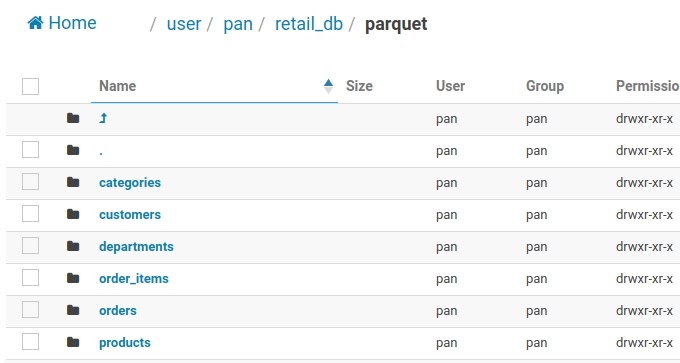 Home / user / pan / retail_db / parquet
Name Size User Group Permissio
pan pan drwxr-xr-x
. pan pan drwxr-xr-x
categories pan pan drwxr-xr-x
customers pan pan drwxr-xr-x
departments pan pan drwxr-xr-x
order_items pan pan drwxr-xr-x
orders pan pan drwxr-xr-x
products pan pan drwxr-xr-x